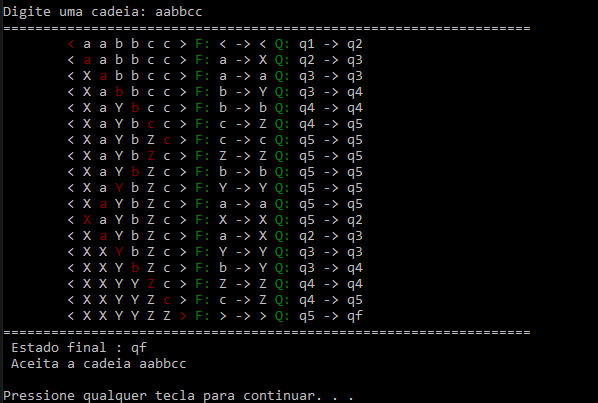 Digite uma cadeia: aabbcc
==================================================================
< a a b b c c > F: < -> < Q: q1 -> q2
< a a b b c c > F: a -> X Q: q2 -> q3
< X a b b c c > F: a -> a Q: q3 -> q3
< X a b b c c > F: b -> Y Q: q3 -> q4
< X a Y b c c > F: b -> b Q: q4 -> q4
< X a Y b c c > F: c -> Z Q: q4 -> q5
< X a Y b Z c > F: c -> c Q: q5 -> q5
< X a Y b Z c > F: Z -> Z Q: q5 -> q5
< X a Y b Z c > F: b -> b Q: q5 -> q5
< X a Y b Z c > F: Y -> Y Q: q5 -> q5
< X a Y b Z c > F: a -> a Q: q5 -> q5
< X a Y b Z c > F: X -> X Q: q5 -> q2
< X a Y b Z c > F: a -> X Q: q2 -> q3
< X X Y b Z c > F: Y -> Y Q: q3 -> q3
< X X Y b Z c > F: b -> Y Q: q3 -> q4
< X X Y Y Z c > F: Z -> Z Q: q4 -> q4
< X X Y Y Z c > F: c -> Z Q: q4 -> q5
< X X Y Y Z Z > F: > -> > Q: q5 -> qf
==================================================================
Estado final : qf
Aceita a cadeia aabbcc
Pressione qualquer tecla para continuar. . .